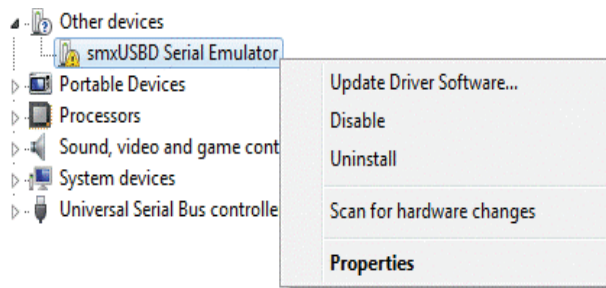 Other devices
smxUSBD Serial Emulator
Portable Devices
Processors
Sound, video and game cont
System devices
Universal Serial Bus controlle
Update Driver Software...
Disable
Uninstall
Scan for hardware changes
Properties